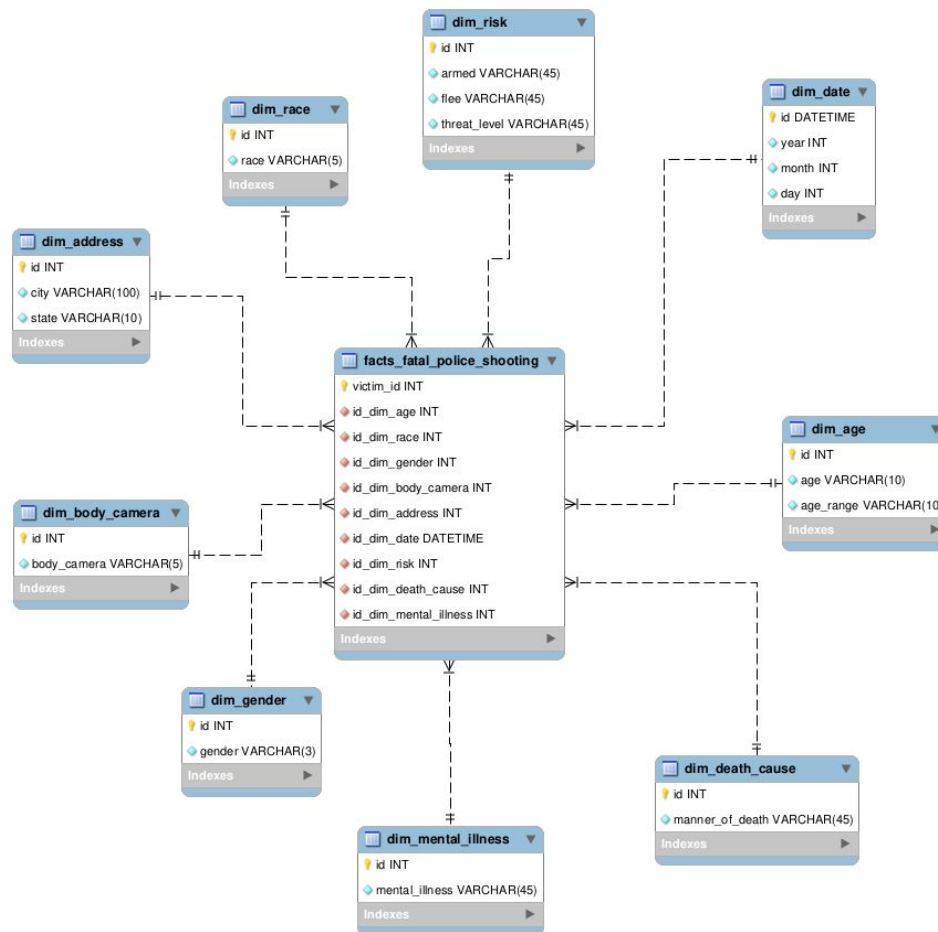 dim_risk
id INT
armed VARCHAR(45)
flee VARCHAR(45)
threat_level VARCHAR(45)
Indexes
dim_race
id INT
race VARCHAR(5)
Indexes
dim_date
id DATETIME
year INT
month INT
day INT
Indexes
dim_address
id INT
city VARCHAR(100)
state VARCHAR(10)
Indexes
facts_fatal_police_shooting
victim_id INT
id_dim_age INT
id_dim_race INT
id_dim_gender INT
id_dim_body_camera INT
id_dim_address INT
id_dim_date DATETIME
id_dim_risk INT
id_dim_death_cause INT
id_dim_mental_illness INT
Indexes
dim_age
id INT
age VARCHAR(10)
age_range VARCHAR(10
Indexes
dim_body_camera
id INT
body_camera VARCHAR(5)
Indexes
dim_gender
id INT
gender VARCHAR(3)
Indexes
dim_death_cause
id INT
manner_of_death VARCHAR(45)
Indexes
dim_mental_illness
id INT
mental_illness VARCHAR(45)
Indexes